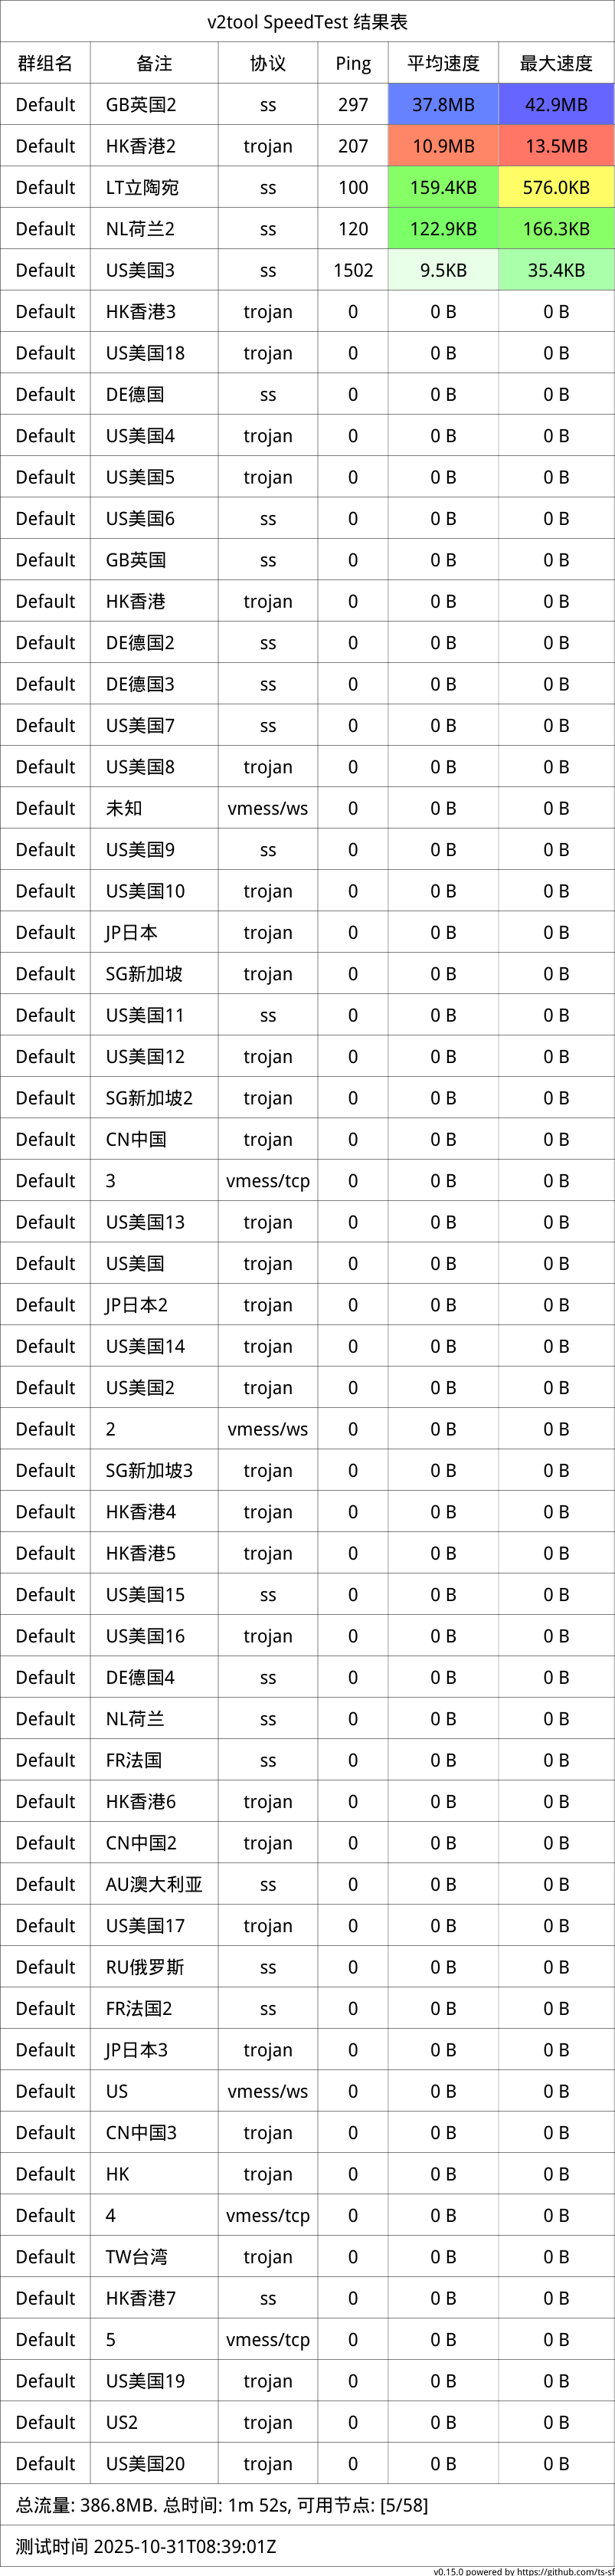 v2tool SpeedTest 结果表
群组名 备注 协议 Ping 平均速度 最大速度
Default GB英国2 ss 297 37.8MB 42.9MB
Default HK香港2 trojan 207 10.9MB 13.5MB
Default LT立陶宛 ss 100 159.4KB 576.0KB
Default NL荷兰2 ss 120 122.9KB 166.3KB
Default US美国3 ss 1502 9.5KB 35.4KB
Default HK香港3 trojan 0 0 B 0 B
Default US美国18 trojan 0 0 B 0 B
Default DE德国 ss 0 0 B 0 B
Default US美国4 trojan 0 0 B 0 B
Default US美国5 trojan 0 0 B 0 B
Default US美国6 ss 0 0 B 0 B
Default GB英国 ss 0 0 B 0 B
Default HK香港 trojan 0 0 B 0 B
Default DE德国2 ss 0 0 B 0 B
Default DE德国3 ss 0 0 B 0 B
Default US美国7 ss 0 0 B 0 B
Default US美国8 trojan 0 0 B 0 B
Default 未知 vmess/ws 0 0 B 0 B
Default US美国9 ss 0 0 B 0 B
Default US美国10 trojan 0 0 B 0 B
Default JP日本 trojan 0 0 B 0 B
Default SG新加坡 trojan 0 0 B 0 B
Default US美国11 ss 0 0 B 0 B
Default US美国12 trojan 0 0 B 0 B
Default SG新加坡2 trojan 0 0 B 0 B
Default CN中国 trojan 0 0 B 0 B
Default 3 vmess/tcp 0 0 B 0 B
Default US美国13 trojan 0 0 B 0 B
Default US美国 trojan 0 0 B 0 B
Default JP日本2 trojan 0 0 B 0 B
Default US美国14 trojan 0 0 B 0 B
Default US美国2 trojan 0 0 B 0 B
Default 2 vmess/ws 0 0 B 0 B
Default SG新加坡3 trojan 0 0 B 0 B
Default HK香港4 trojan 0 0 B 0 B
Default HK香港5 trojan 0 0 B 0 B
Default US美国15 ss 0 0 B 0 B
Default US美国16 trojan 0 0 B 0 B
Default DE德国4 ss 0 0 B 0 B
Default NL荷兰 ss 0 0 B 0 B
Default FR法国 ss 0 0 B 0 B
Default HK香港6 trojan 0 0 B 0 B
Default CN中国2 trojan 0 0 B 0 B
Default AU澳大利亚 ss 0 0 B 0 B
Default US美国17 trojan 0 0 B 0 B
Default RU俄罗斯 ss 0 0 B 0 B
Default FR法国2 ss 0 0 B 0 B
Default JP日本3 trojan 0 0 B 0 B
Default US vmess/ws 0 0 B 0 B
Default CN中国3 trojan 0 0 B 0 B
Default HK trojan 0 0 B 0 B
Default 4 vmess/tcp 0 0 B 0 B
Default TW台湾 trojan 0 0 B 0 B
Default HK香港7 ss 0 0 B 0 B
Default 5 vmess/tcp 0 0 B 0 B
Default US美国19 trojan 0 0 B 0 B
Default US2 trojan 0 0 B 0 B
Default US美国20 trojan 0 0 B 0 B
总流量: 386.8MB. 总时间: 1m 52s, 可用节点: [5/58]
测试时间 2025-10-31T08:39:01Z
v0.15.0 powered by https://github.com/ts-sf